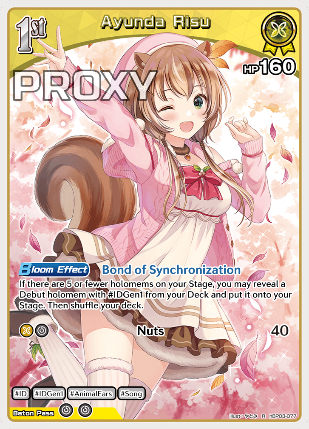 1st
Ayunda Risu
HP160
PROXY
Bloom Effect
Bond of Synchronization
If there are 5 or fewer holomems on your Stage, you may reveal a
Debut holomem with #IDGen1 from your Deck and put it onto your
Stage. Then shuffle your deck.
Nuts 40
#ID #IDGen1 #AnimalEars #Song
Baton Pass
R hBP03-077